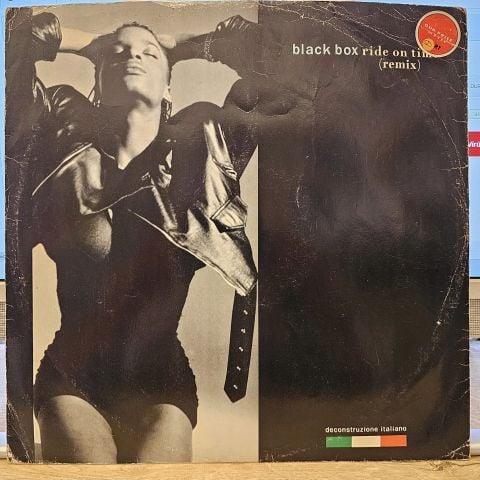 black box ride on tim
(remix)
deconstruzione italiano